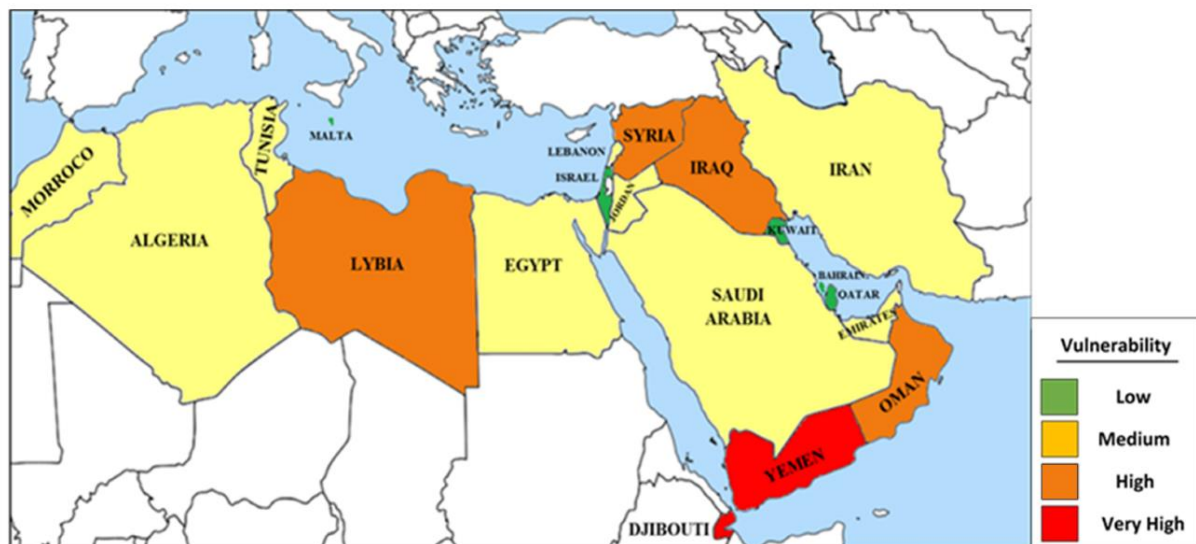 MALTA
TUNISIA
MORROCO
ALGERIA
LYBIA
EGYPT
LEBANON
ISRAEL
JORDAN
SYRIA
IRAQ
IRAN
KUWAIT
BAHRAIN
QATAR
EMIRATES
SAUDI
ARABIA
OMAN
YEMEN
DJIBOUTI
Vulnerability
Low
Medium
High
Very High